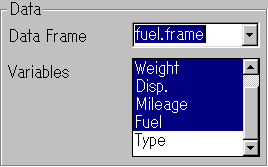 Data
Data Frame fuel.frame
Variables
Weight
Disp.
Mileage
Fuel
Type